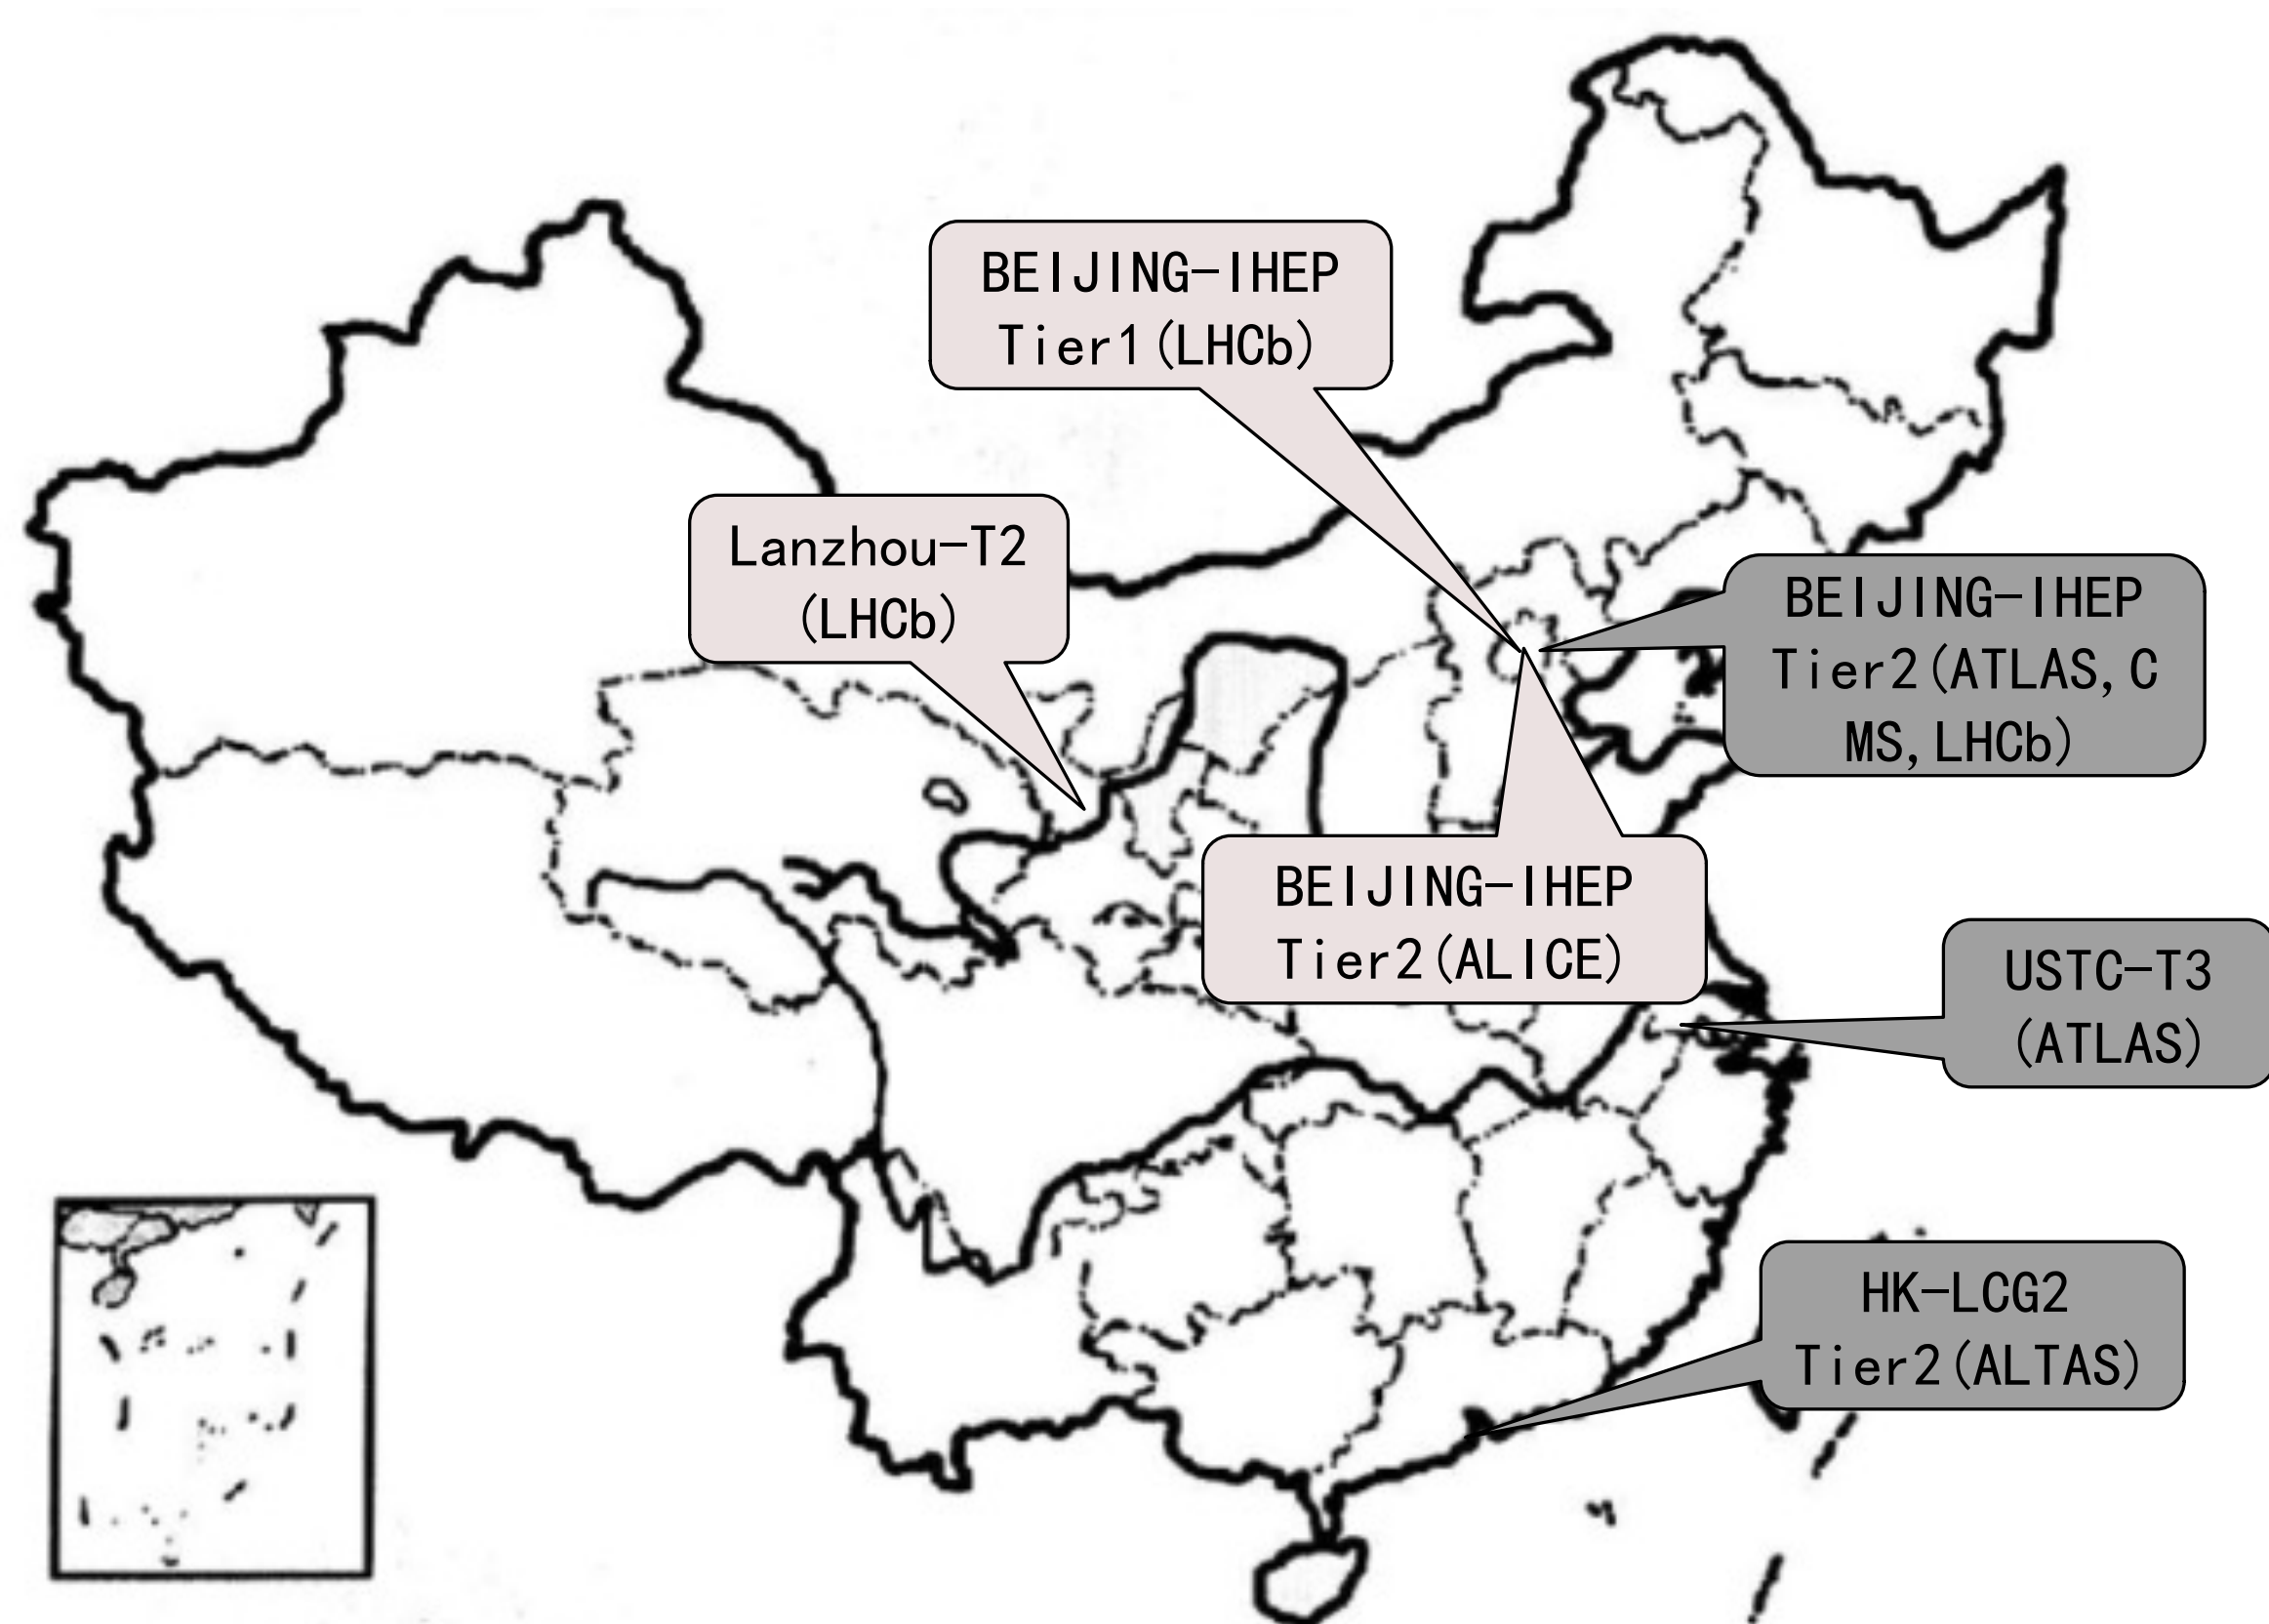 BEIJING-IHEP
Tier1(LHCb)
Lanzhou-T2
(LHCb)
BEIJING-IHEP
Tier2(ATLAS,C
MS,LHCb)
BEIJING-IHEP
Tier2(ALICE)
USTC-T3
(ATLAS)
HK-LCG2
Tier2(ALTAS)